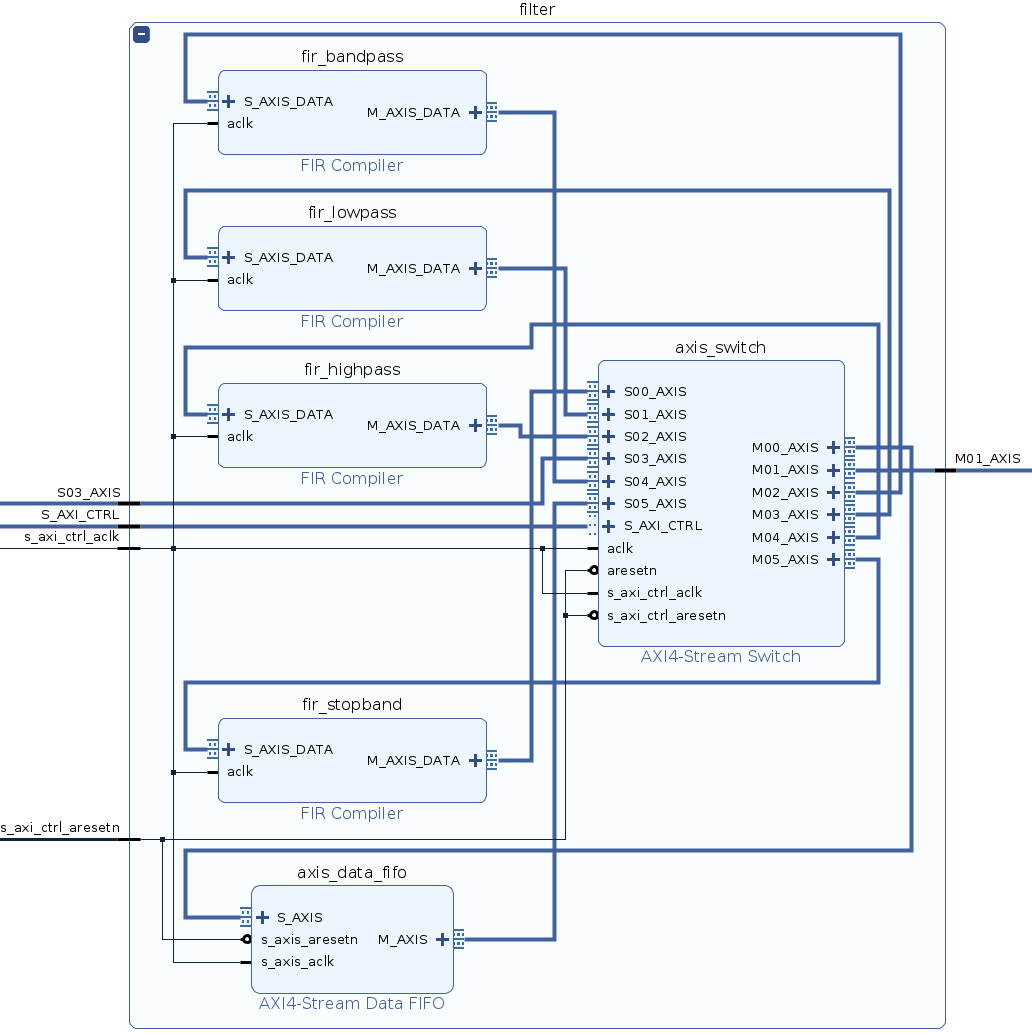 filter
fir_bandpass
S_AXIS_DATA
M_AXIS_DATA
aclk
FIR Compiler
fir_lowpass
S_AXIS_DATA
M_AXIS_DATA
aclk
FIR Compiler
fir_highpass
S_AXIS_DATA
M_AXIS_DATA
aclk
FIR Compiler
axis_switch
S00_AXIS
S01_AXIS
S02_AXIS
S03_AXIS
S04_AXIS
S05_AXIS
S_AXI_CTRL
aclk
aresetn
s_axi_ctrl_aclk
s_axi_ctrl_aresetn
M00_AXIS
M01_AXIS
M02_AXIS
M03_AXIS
M04_AXIS
M05_AXIS
AXI4-Stream Switch
M01_AXIS
S03_AXIS
S_AXI_CTRL
s_axi_ctrl_aclk
fir_stopband
S_AXIS_DATA
M_AXIS_DATA
aclk
FIR Compiler
s_axi_ctrl_aresetn
axis_data_fifo
S_AXIS
s_axis_aresetn
M_AXIS
s_axis_aclk
AXI4-Stream Data FIFO